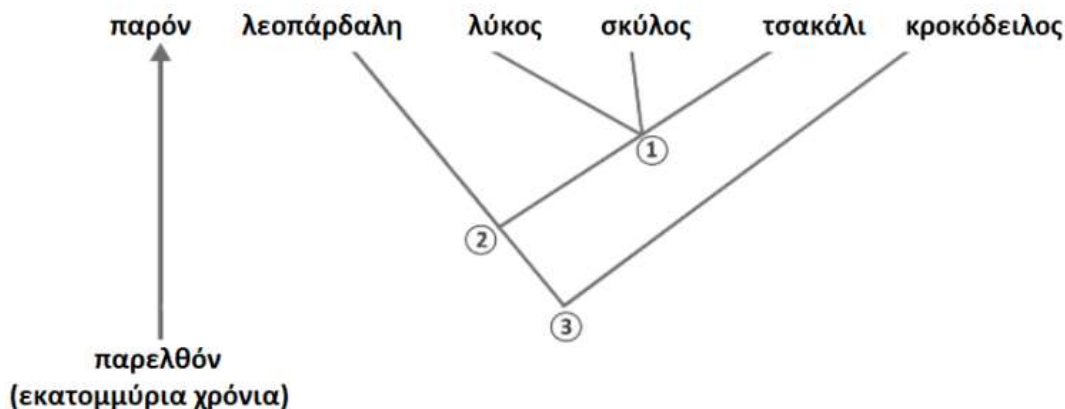 παρόν λεοπάρδαλη λύκος σκύλος τσακάλι κροκόδειλος
1
2
3
παρελθόν
(εκατομμύρια χρόνια)